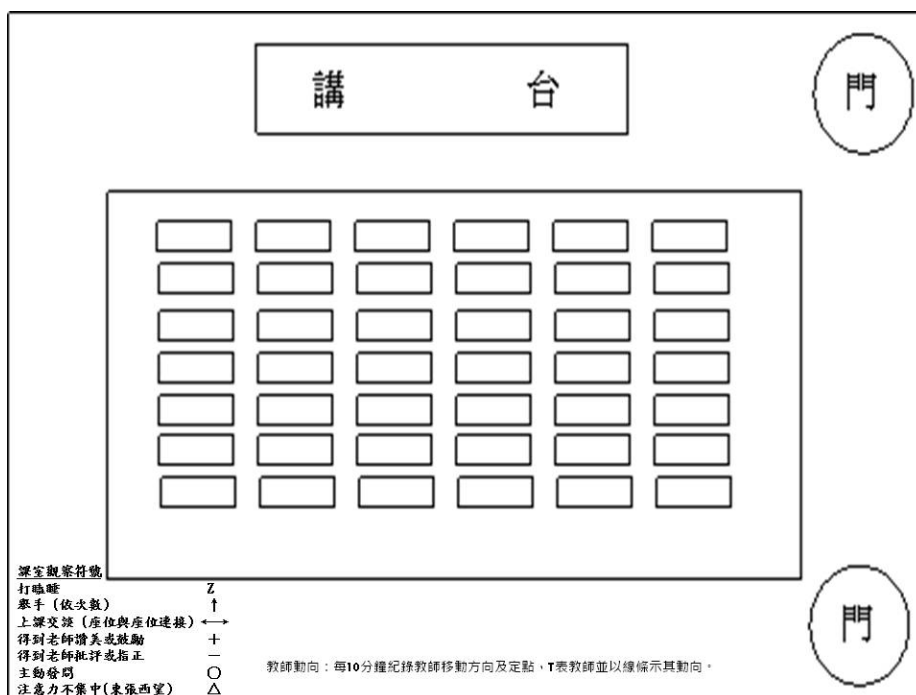 講 台
門
課室觀察符號
打瞌睡 Z
舉手 (依次數) ↑
上課交談 (座位與座位連接) ←→
得到老師讚美或鼓勵 +
得到老師批評或指正 —
主動發問 ○
注意力不集中(東張西望) △
門
教師動向:每10分鐘紀錄教師移動方向及定點,T表教師並以線條示其動向。